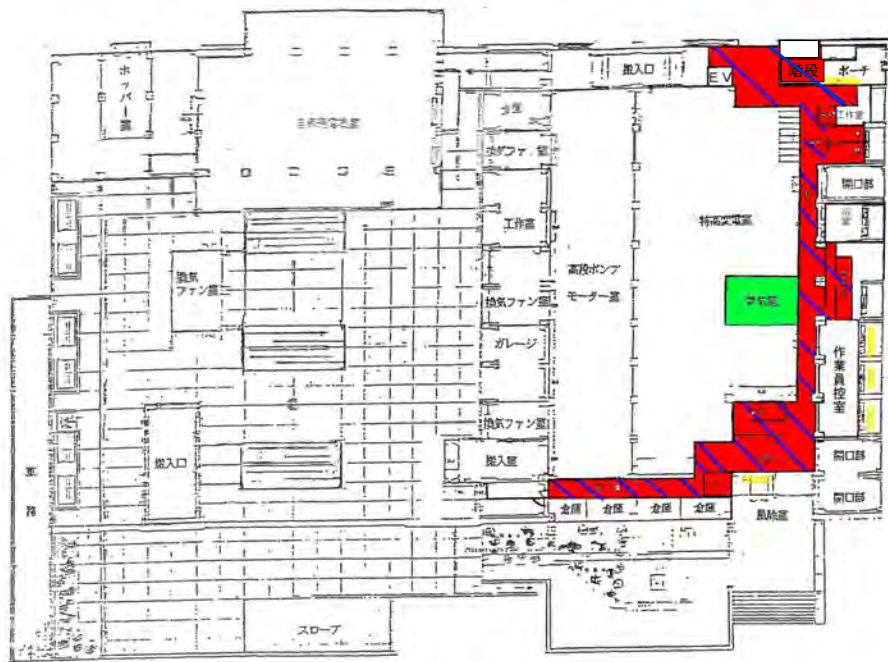 ホッパー室
搬入口
EV
階段
ポーチ
工作室
換気ファン室
開口部
工作室
特高変電室
高段ポンプ
モーター室
換気
ファン室
換気ファン室
ガレージ
作業員控室
換気ファン室
搬入口
搬入室
開口部
倉庫
倉庫
倉庫
倉庫
風除室
開口部
スロープ